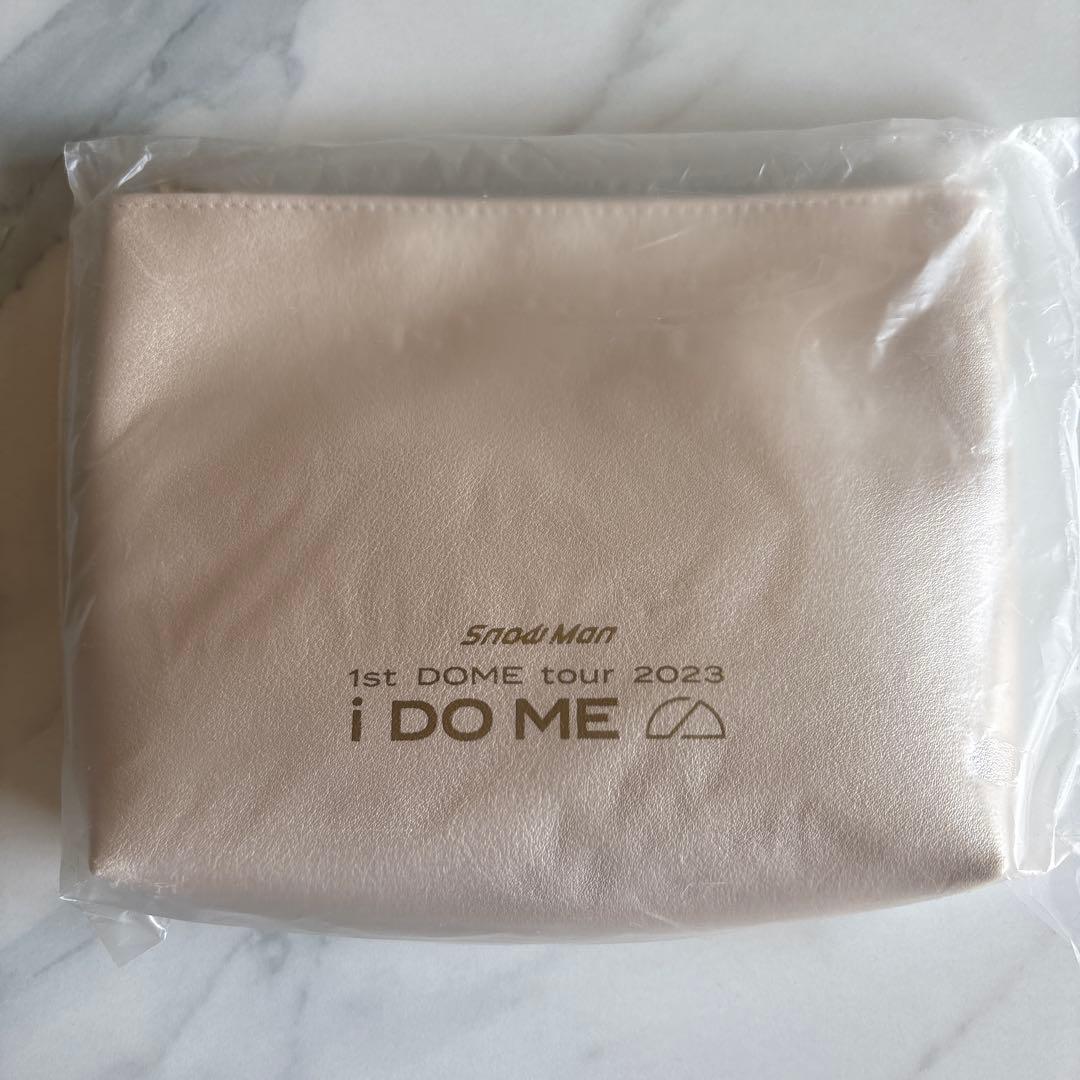 Snow Man
1st DOME tour 2023
i DO ME